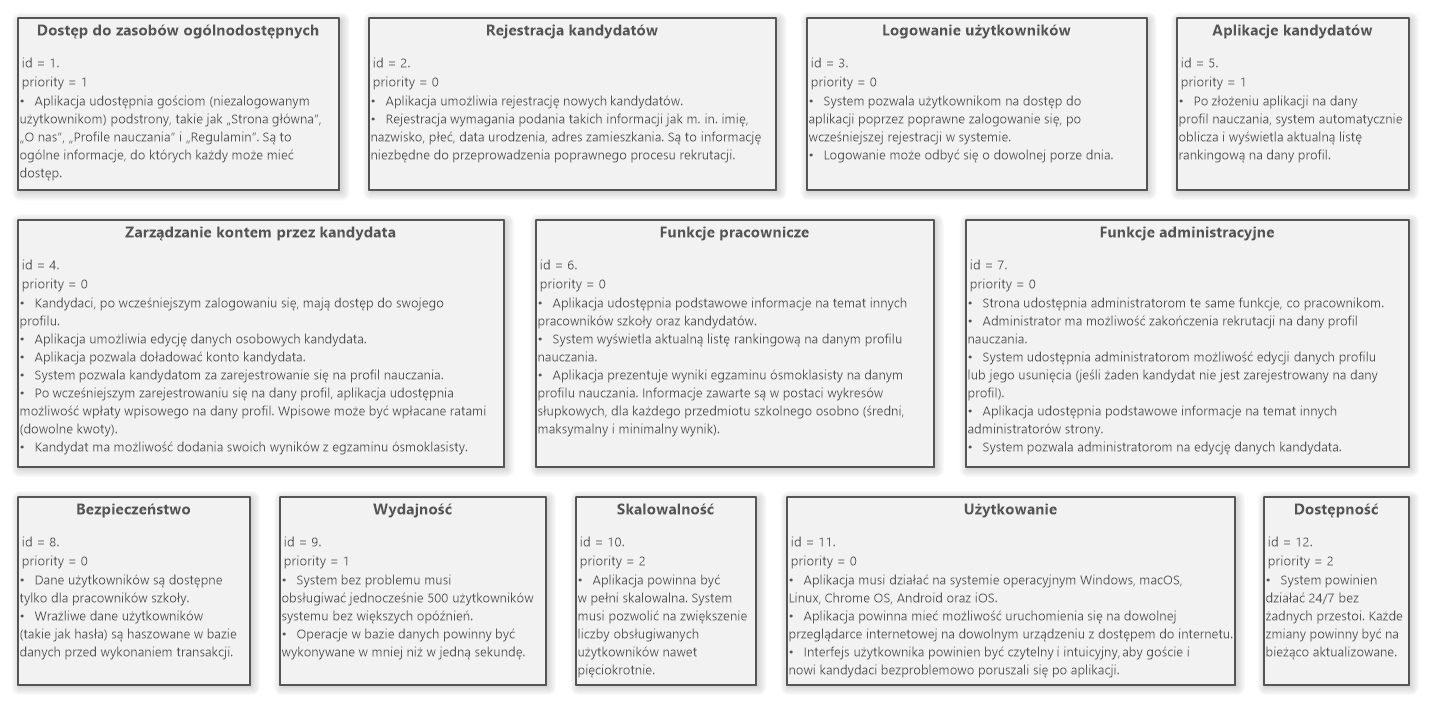 Dostęp do zasobów ogólnodostępnych
id = 1.
priority = 1
• Aplikacja udostępnia gościom (niezalogowanym
użytkownikom) podstrony, takie jak „Strona główna”,
„O nas”, „Profile nauczania” i „Regulamin”. Są to
ogólne informacje, do których każdy może mieć
dostęp.
Rejestracja kandydatów
id = 2.
priority = 0
• Aplikacja umożliwia rejestrację nowych kandydatów.
• Rejestracja wymagania podania takich informacji jak m. in. imię,
nazwisko, płeć, data urodzenia, adres zamieszkania. Są to informację
niezbędne do przeprowadzenia poprawnego procesu rekrutacji.
Logowanie użytkowników
id = 3.
priority = 0
• System pozwala użytkownikom na dostęp do
aplikacji poprzez poprawne zalogowanie się, po
wcześniejszej rejestracji w systemie.
• Logowanie może odbyć się o dowolnej porze dnia.
Aplikacje kandydatów
id = 5.
priority = 1
• Po złożeniu aplikacji na dany
profil nauczania, system automatycznie
oblicza i wyświetla aktualną listę
rankingową na dany profil.
Zarządzanie kontem przez kandydata
id = 4.
priority = 0
• Kandydaci, po wcześniejszym zalogowaniu się, mają dostęp do swojego
profilu.
• Aplikacja umożliwia edycję danych osobowych kandydata.
• Aplikacja pozwala doładować konto kandydata.
• System pozwala kandydatom za zarejestrowanie się na profil nauczania.
• Po wcześniejszym zarejestrowaniu się na dany profil, aplikacja udostępnia
możliwość wpłaty wpisowego na dany profil. Wpisowe może być wpłacane ratami
(dowolne kwoty).
• Kandydat ma możliwość dodania swoich wyników z egzaminu ósmoklasisty.
Funkcje pracownicze
id = 6.
priority = 0
• Aplikacja udostępnia podstawowe informacje na temat innych
pracowników szkoły oraz kandydatów.
• System wyświetla aktualną listę rankingową na danym profilu
nauczania.
• Aplikacja prezentuje wyniki egzaminu ósmoklasisty na danym
profilu nauczania. Informacje zawarte są w postaci wykresów
słupkowych, dla każdego przedmiotu szkolnego osobno (średni,
maksymalny i minimalny wynik).
Funkcje administracyjne
id = 7.
priority = 0
• Strona udostępnia administratorom te same funkcje, co pracownikom.
• Administrator ma możliwość zakończenia rekrutacji na dany profil
nauczania.
• System udostępnia administratorom możliwość edycji danych profilu
lub jego usunięcia (jeśli żaden kandydat nie jest zarejestrowany na dany
profil).
• Aplikacja udostępnia podstawowe informacje na temat innych
administratorów strony.
• System pozwala administratorom na edycję danych kandydata.
Bezpieczeństwo
id = 8.
priority = 0
• Dane użytkowników są dostępne
tylko dla pracowników szkoły.
• Wrażliwe dane użytkowników
(takie jak hasła) są haszowane w bazie
danych przed wykonaniem transakcji.
Wydajność
id = 9.
priority = 1
• System bez problemu musi
obsługiwać jednocześnie 500 użytkowników
systemu bez większych opóźnień.
• Operacje w bazie danych powinny być
wykonywane w mniej niż w jedną sekundę.
Skalowalność
id = 10.
priority = 2
• Aplikacja powinna być
w pełni skalowalna. System
musi pozwolić na zwiększenie
liczby obsługiwanych
użytkowników nawet
pięciokrotnie.
Użytkowanie
id = 11.
priority = 0
• Aplikacja musi działać na systemie operacyjnym Windows, macOS,
Linux, Chrome OS, Android oraz iOS.
• Aplikacja powinna mieć możliwość uruchomienia się na dowolnej
przeglądarce internetowej na dowolnym urządzeniu z dostępem do internetu.
• Interfejs użytkownika powinien być czytelny i intuicyjny, aby goście i
nowi kandydaci bezproblemowo poruszali się po aplikacji.
Dostępność
id = 12.
priority = 2
• System powinien
działać 24/7 bez
żadnych przestoi. Każde
zmiany powinny być na
bieżąco aktualizowane.